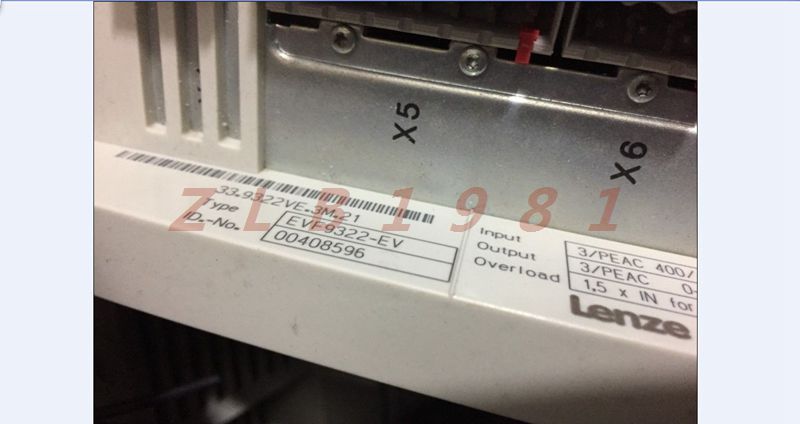 X5
X6
33.9322VE.3M.21
Type EVF9322-EV
ID.-No. 00408596
Input 3/PEAC 400/
Output 3/PEAC 0-
Overload 1,5 x IN for
Lenze
ZLB1981